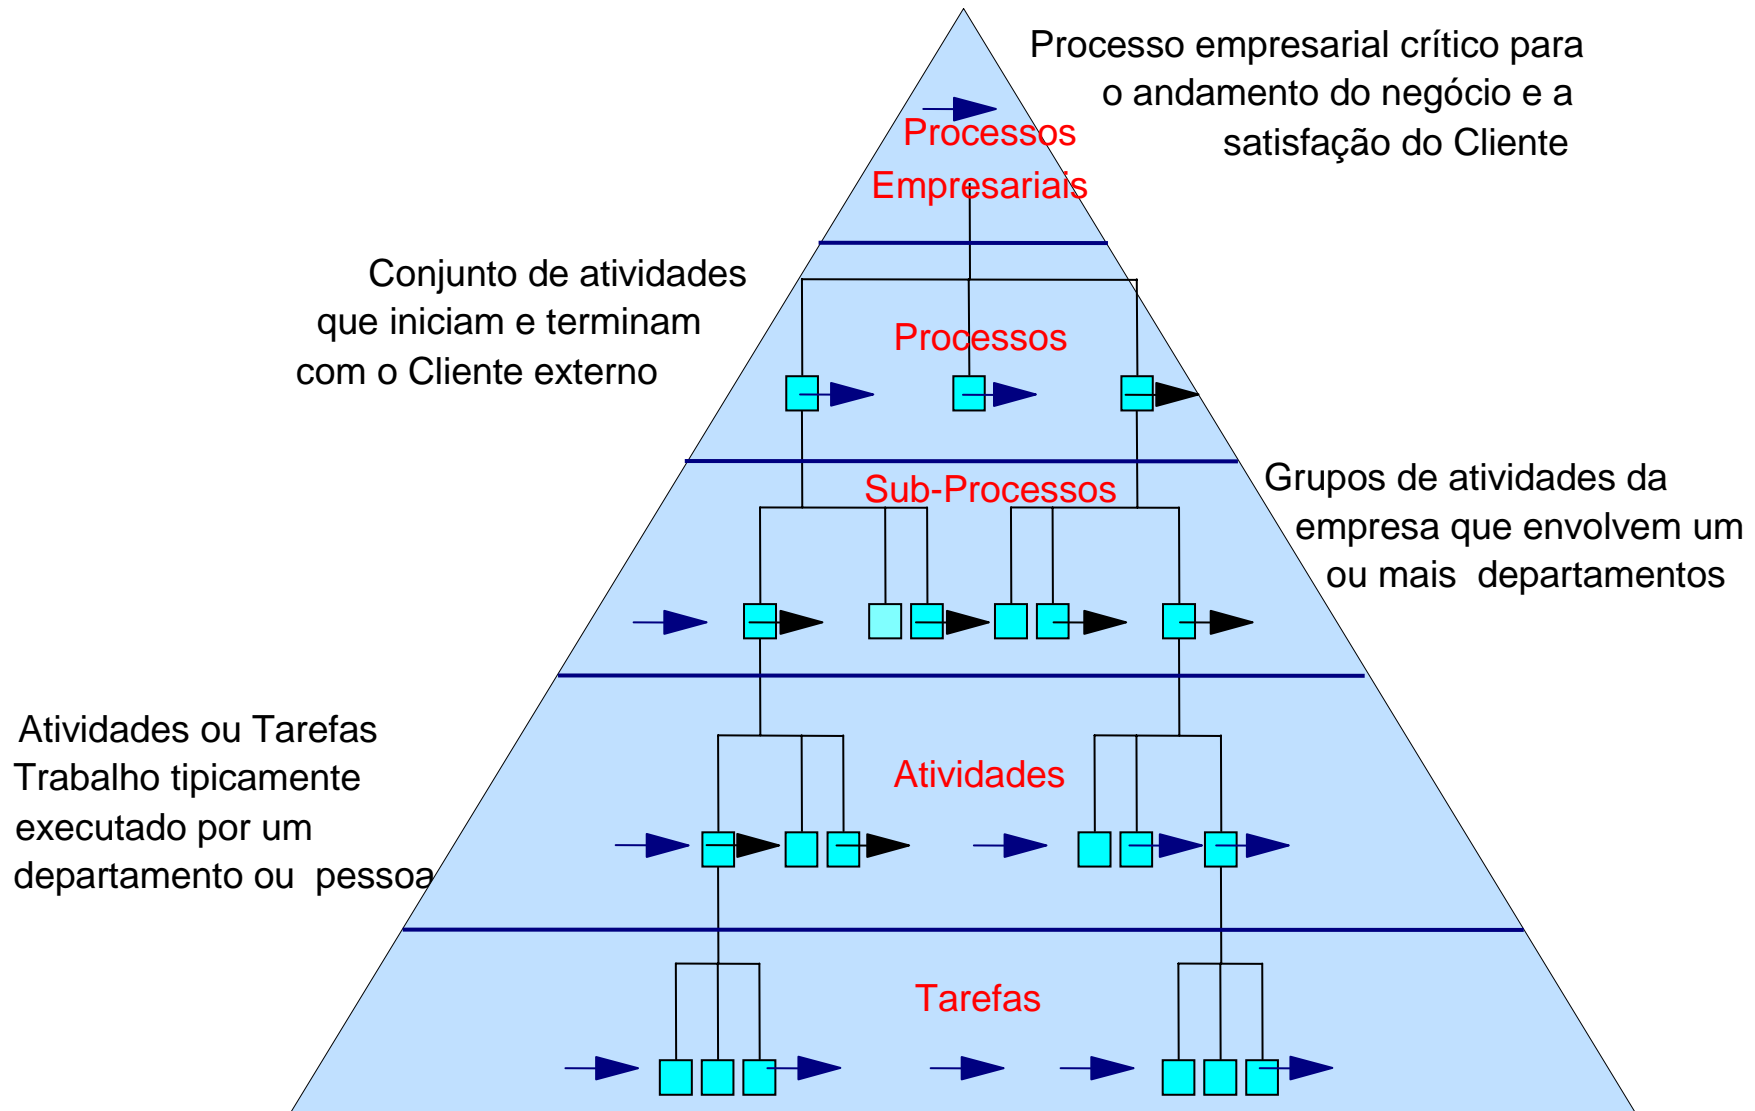 Processo empresarial crítico para
o andamento do negócio e a
satisfação do Cliente
Processos
Empresariais
Conjunto de atividades
que iniciam e terminam
com o Cliente externo
Processos
Sub-Processos
Grupos de atividades da
empresa que envolvem um
ou mais departamentos
Atividades ou Tarefas
Trabalho tipicamente
executado por um
departamento ou pessoa
Atividades
Tarefas